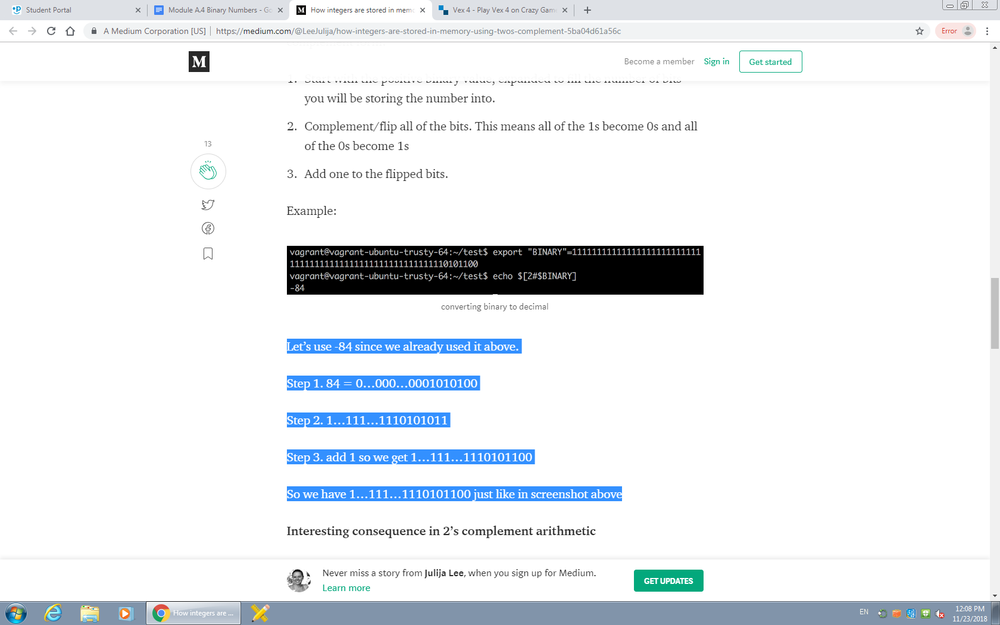 Student Portal
Module A.4 Binary Numbers - Go
How integers are stored in memo
Vex 4 - Play Vex 4 on Crazy Game
A Medium Corporation [US]
https://medium.com/@LeeJulija/how-integers-are-stored-in-memory-using-twos-complement-5ba04d61a56c
Error
M
Become a member
Sign in
Get started
complement form.
1. Start with the positive binary value, expanded to fill the number of bits
you will be storing the number into.
2. Complement/flip all of the bits. This means all of the 1s become 0s and all
of the 0s become 1s
13
3. Add one to the flipped bits.
Example:
vagrant@vagrant-ubuntu-trusty-64:~/test$ export "BINARY"=11111111111111111111111111
11111111111111111111111111111110101100
vagrant@vagrant-ubuntu-trusty-64:~/test$ echo $[2#$BINARY]
-84
converting binary to decimal
Let’s use -84 since we already used it above.
Step 1. 84 = 0…000…0001010100
Step 2. 1…111…1110101011
Step 3. add 1 so we get 1…111…1110101100
So we have 1…111…1110101100 just like in screenshot above
Interesting consequence in 2’s complement arithmetic
Never miss a story from Julija Lee, when you sign up for Medium.
Learn more
GET UPDATES
How integers are ...
EN
12:08 PM
11/23/2018